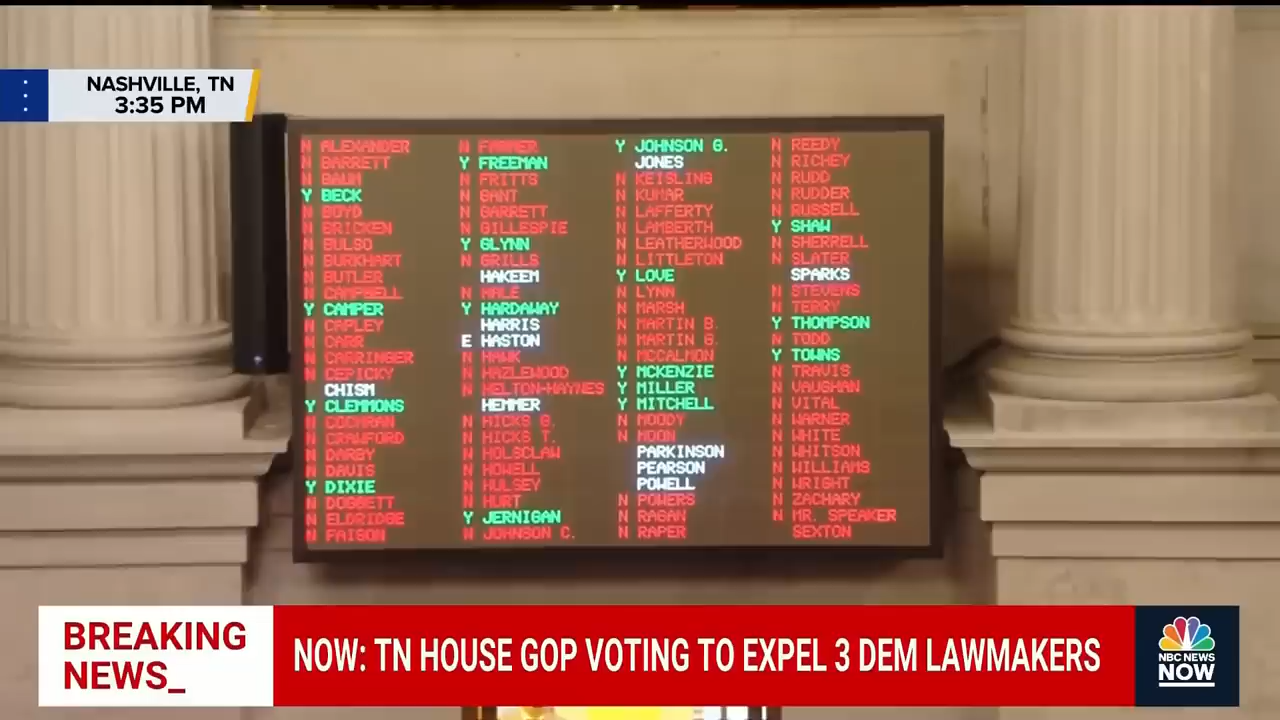 NASHVILLE, TN
3:35 PM
N ALEXANDER
N BARRETT
N BAUM
Y BECK
N BOYD
N BRICKEN
N BULSO
N BURKHART
N BUTLER
N CAMPBELL
Y CAMPER
N CAPLEY
N CARR
N CARRINGER
N CEPICKY
CHISM
Y CLEMMONS
N COCHRAN
N CRAWFORD
N DARBY
N DAVIS
Y DIXIE
N DOGGETT
N ELDRIDGE
N FAISON
N FARMER
Y FREEMAN
N FRITTS
N GANT
N GARRETT
N GILLESPIE
Y GLYNN
N GRILLS
HAKEEM
N HALE
Y HARDAWAY
HARRIS
E HASTON
N HAWK
N HAZLEWOOD
N HELTON-HAYNES
HEMMER
N HICKS G.
N HICKS T.
N HOLSCLAW
N HOWELL
N HULSEY
N HURT
Y JERNIGAN
N JOHNSON C.
Y JOHNSON G.
JONES
N KEISLING
N KUMAR
N LAFFERTY
N LAMBERTH
N LEATHERWOOD
N LITTLETON
Y LOVE
N LYNN
N MARSH
N MARTIN B.
N MARTIN G.
N MCCALMON
Y MCKENZIE
Y MILLER
Y MITCHELL
N MOODY
N MOON
PARKINSON
PEARSON
POWELL
N POWERS
N RAGAN
N RAPER
N REEDY
N RICHEY
N RUDD
N RUDDER
N RUSSELL
Y SHAW
N SHERRELL
N SLATER
SPARKS
N STEVENS
N TERRY
Y THOMPSON
N TODD
Y TOWNS
N TRAVIS
N VAUGHAN
N VITAL
N WARNER
N WHITE
N WHITSON
N WILLIAMS
N WRIGHT
N ZACHARY
N MR. SPEAKER
SEXTON
BREAKING
NEWS_
NOW: TN HOUSE GOP VOTING TO EXPEL 3 DEM LAWMAKERS
NBC NEWS
NOW